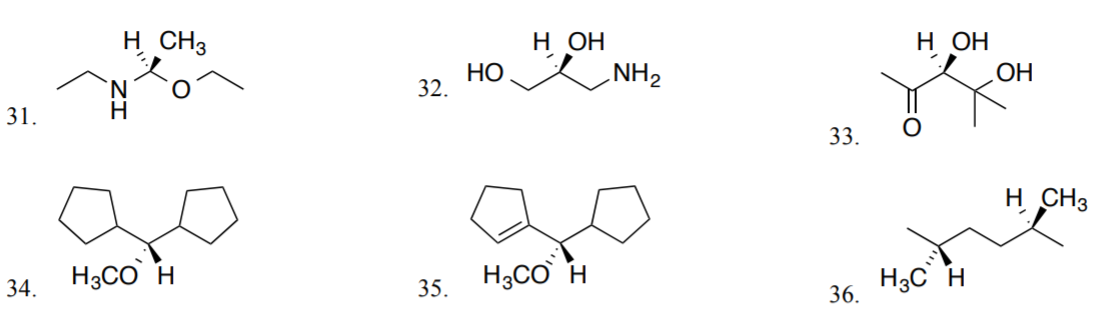 H CH3
N
H
O
31.
H OH
HO
NH2
32.
H OH
OH
O
33.
H3CO H
34.
H3CO H
35.
H CH3
H3C H
36.